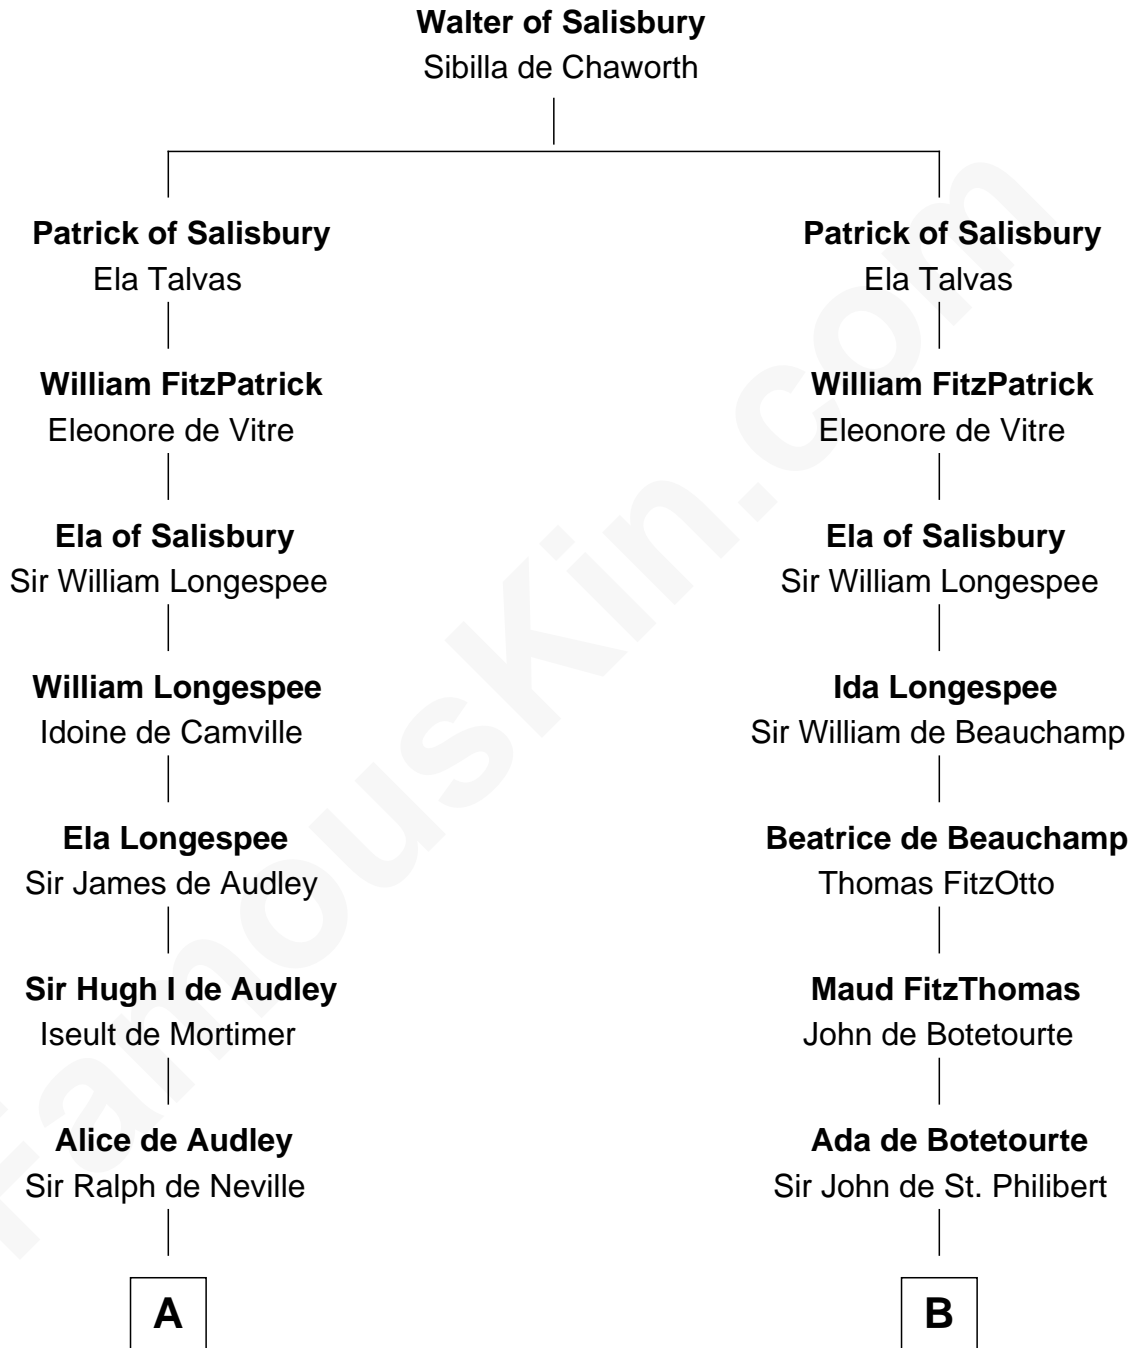 Walter of Salisbury
Sibilla de Chaworth
Patrick of Salisbury
Ela Talvas
Patrick of Salisbury
Ela Talvas
William FitzPatrick
Eleonore de Vitre
William FitzPatrick
Eleonore de Vitre
Ela of Salisbury
Sir William Longespee
Ela of Salisbury
Sir William Longespee
William Longespee
Idoine de Camville
Ida Longespee
Sir William de Beauchamp
Ela Longespee
Sir James de Audley
Beatrice de Beauchamp
Thomas FitzOtto
Sir Hugh I de Audley
Iseult de Mortimer
Maud FitzThomas
John de Botetourte
Alice de Audley
Sir Ralph de Neville
Ada de Botetourte
Sir John de St. Philibert
A
B
FamousKin.com